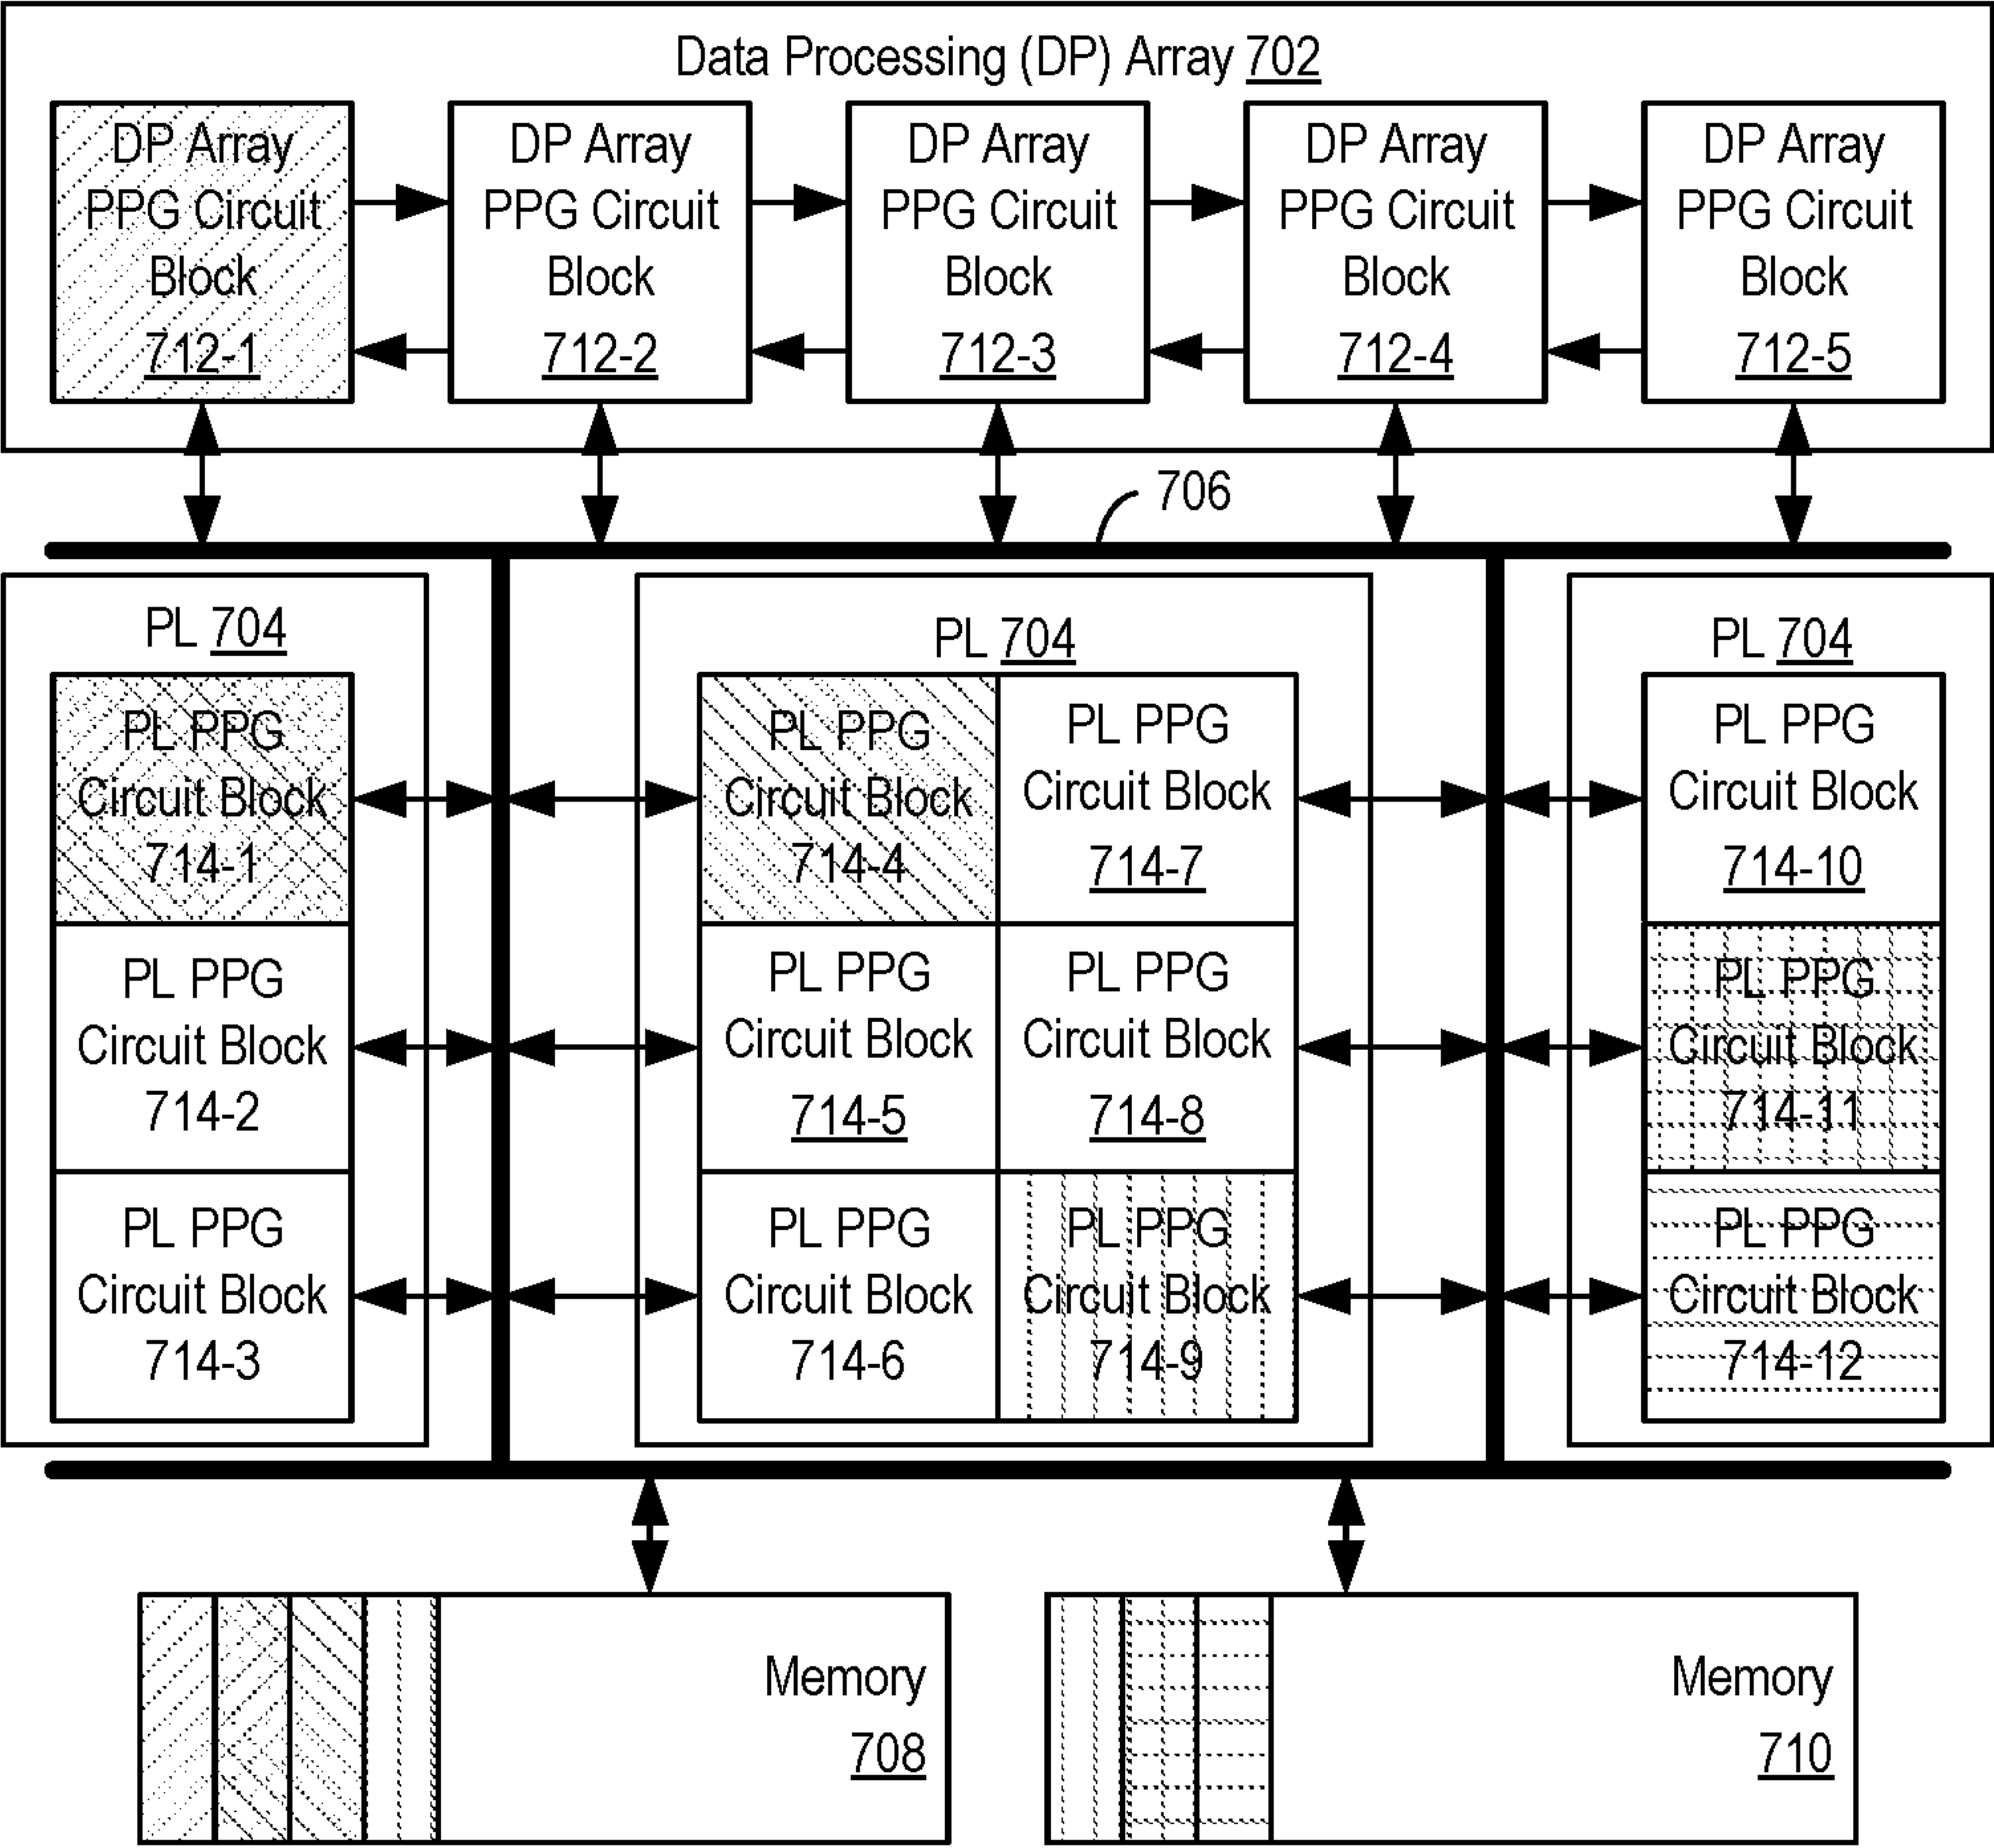 Data Processing (DP) Array 702
DP Array
PPG Circuit
Block
712-1
DP Array
PPG Circuit
Block
712-2
DP Array
PPG Circuit
Block
712-3
DP Array
PPG Circuit
Block
712-4
DP Array
PPG Circuit
Block
712-5
706
PL 704
PL PPG
Circuit Block
714-1
PL PPG
Circuit Block
714-2
PL PPG
Circuit Block
714-3
PL 704
PL PPG
Circuit Block
714-4
PL PPG
Circuit Block
714-7
PL PPG
Circuit Block
714-5
PL PPG
Circuit Block
714-8
PL PPG
Circuit Block
714-6
PL PPG
Circuit Block
714-9
PL 704
PL PPG
Circuit Block
714-10
PL PPG
Circuit Block
714-11
PL PPG
Circuit Block
714-12
Memory
708
Memory
710